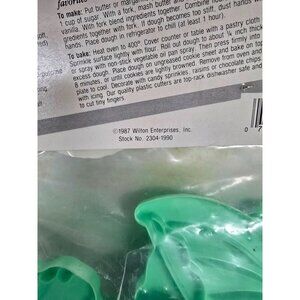 favorite
To make: Put butter or margarine
1 cup of sugar. With a fork, mash butter and
vanilla. With fork blend ingredients together. Combine
gradients together with fork. If dough becomes too stiff, dust hands with
hands. Place dough in refrigerator to chill (at least 1 hour).
To bake: Heat oven to 400°. Cover counter or table with a pastry cloth
Sprinkle surface lightly with flour. Roll out dough to about ¼ inch thick
or spray with non-stick vegetable oil pan spray. Then press firmly into
excess dough. Place dough on ungreased cookie sheet and bake on to
8 minutes, or until cookies are lightly browned. Remove from oven
slate to cool. Decorate with candy sprinkles, raisins or chocolate chips
with icing. Our quality plastic cutters are top-rack dishwasher safe and
to cut tiny fingers.
©1987 Wilton Enterprises, Inc.
Stock No. 2304-1990
0 7